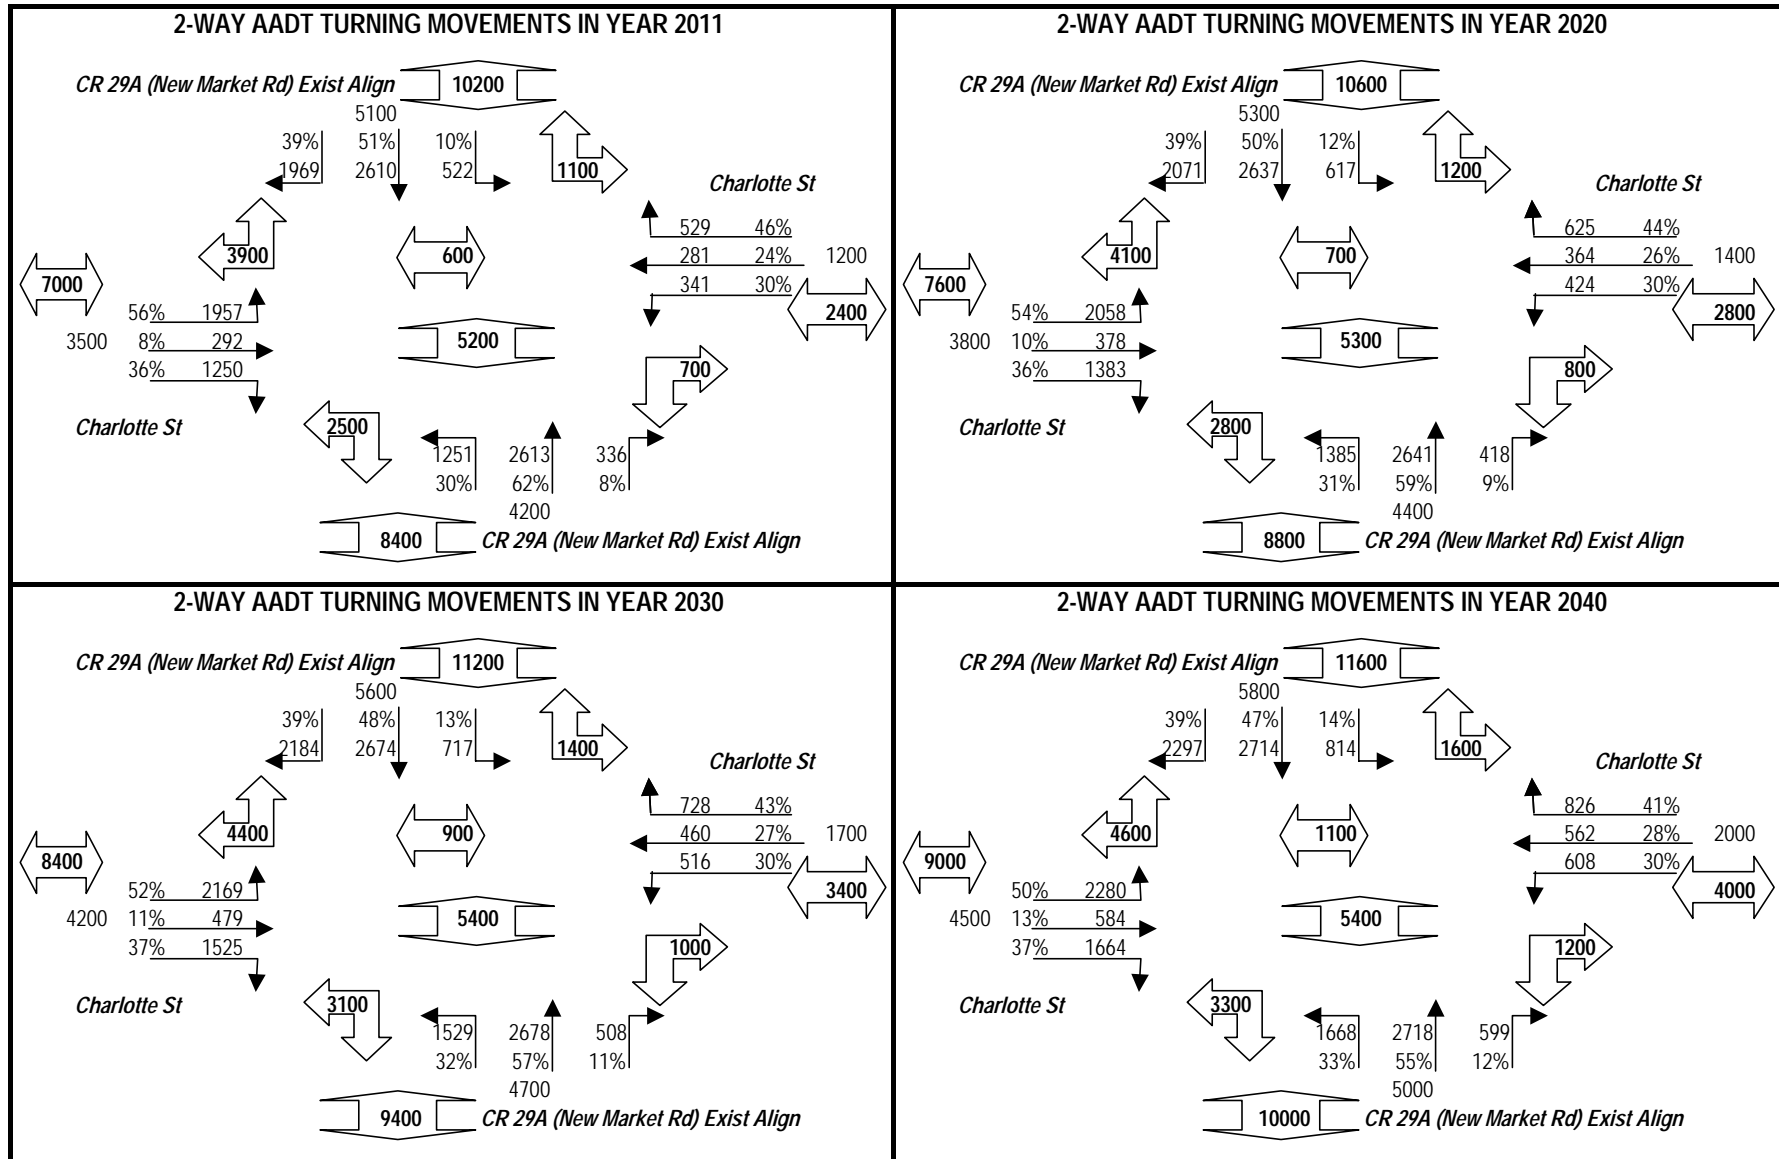 2-WAY AADT TURNING MOVEMENTS IN YEAR 2011
CR 29A (New Market Rd) Exist Align 10200
5100
39% 51% 10%
1969 2610 522 1100
Charlotte St
529 46%
3900 600 281 24% 1200
7000 341 30%
56% 1957 2400
3500 8% 292 5200
36% 1250 700
Charlotte St 2500
1251 2613 336
30% 62% 8%
4200
8400 CR 29A (New Market Rd) Exist Align
2-WAY AADT TURNING MOVEMENTS IN YEAR 2020
CR 29A (New Market Rd) Exist Align 10600
5300
39% 50% 12%
2071 2637 617 1200
Charlotte St
625 44%
4100 700 364 26% 1400
7600 424 30%
54% 2058 2800
3800 10% 378 5300
36% 1383 800
Charlotte St 2800
1385 2641 418
31% 59% 9%
4400
8800 CR 29A (New Market Rd) Exist Align
2-WAY AADT TURNING MOVEMENTS IN YEAR 2030
CR 29A (New Market Rd) Exist Align 11200
5600
39% 48% 13%
2184 2674 717 1400
Charlotte St
728 43%
4400 900 460 27% 1700
8400 516 30%
52% 2169 3400
4200 11% 479 5400
37% 1525 1000
Charlotte St 3100
1529 2678 508
32% 57% 11%
4700
9400 CR 29A (New Market Rd) Exist Align
2-WAY AADT TURNING MOVEMENTS IN YEAR 2040
CR 29A (New Market Rd) Exist Align 11600
5800
39% 47% 14%
2297 2714 814 1600
Charlotte St
826 41%
4600 1100 562 28% 2000
9000 608 30%
50% 2280 4000
4500 13% 584 5400
37% 1664 1200
Charlotte St 3300
1668 2718 599
33% 55% 12%
5000
10000 CR 29A (New Market Rd) Exist Align